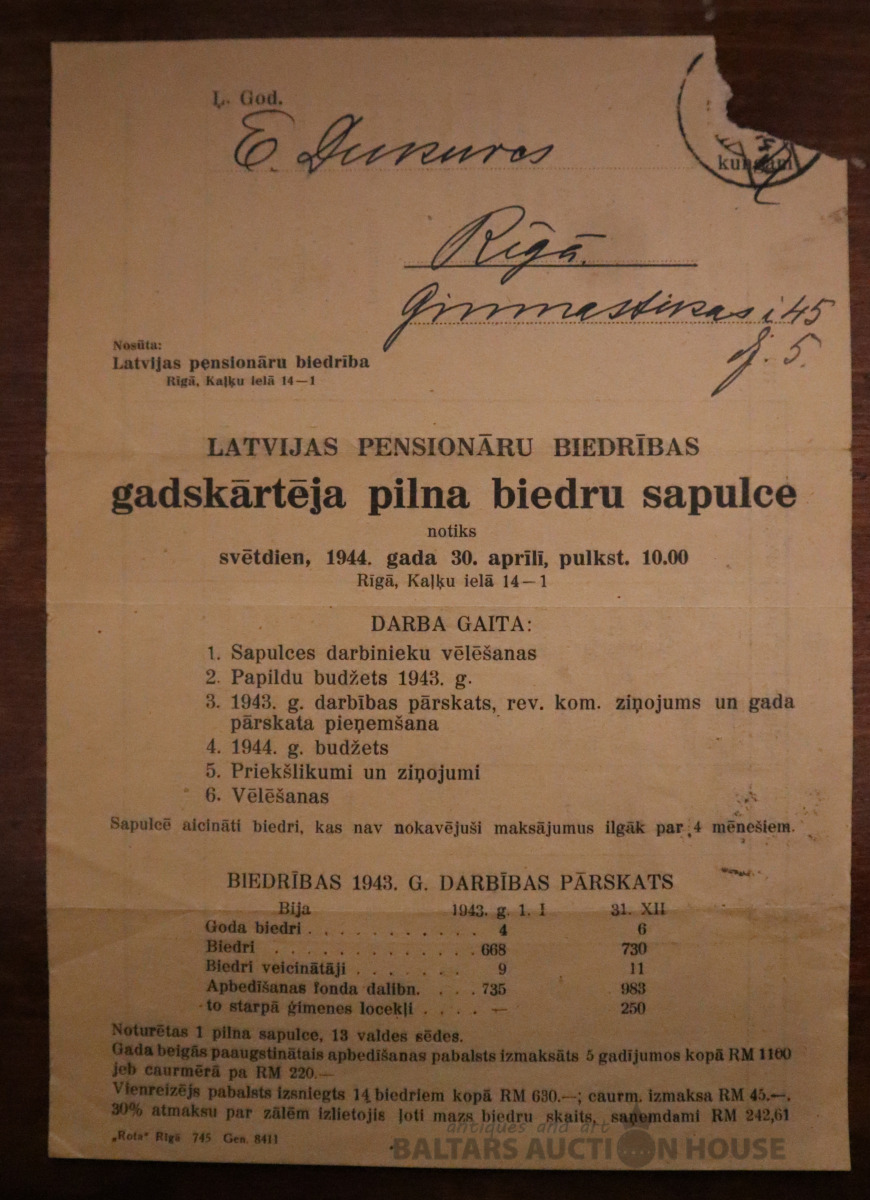 Ļ. God.
E. Dukures
kungam
Rīgā.
Ģimnastikas i 45
dz. 5.
Nosūta:
Latvijas pensionāru biedrība
Rīgā, Kaļķu ielā 14—1
LATVIJAS PENSIONĀRU BIEDRĪBAS
gadskārtēja pilna biedru sapulce
notiks
svētdien, 1944. gada 30. aprīlī, pulkst. 10.00
Rīgā, Kaļķu ielā 14—1
DARBA GAITA:
1. Sapulces darbinieku vēlēšanas
2. Papildu budžets 1943. g.
3. 1943. g. darbības pārskats, rev. kom. ziņojums un gada
pārskata pieņemšana
4. 1944. g. budžets
5. Priekšlikumi un ziņojumi
6. Vēlēšanas
Sapulcē aicināti biedri, kas nav nokavējuši maksājumus ilgāk par 4 mēnešiem.
BIEDRĪBAS 1943. G. DARBĪBAS PĀRSKATS
Bija 1943. g. 1. I 31. XII
Goda biedri . . . . . . . . . . . 4 6
Biedri . . . . . . . . . . . . 668 730
Biedri veicinātāji . . . . . . . 9 11
Apbedīšanas fonda dalibn. . . . 735 983
to starpā ģimenes locekļi . . . . — 250
Noturētas 1 pilna sapulce, 13 valdes sēdes.
Gada beigās paaugstinātais apbedīšanas pabalsts izmaksāts 5 gadījumos kopā RM 1100
jeb caurmērā pa RM 220.—
Vienreizējs pabalsts izsniegts 14 biedriem kopā RM 630.—; caurm. izmaksa RM 45.—.
30% atmaksu par zālēm izlietojis ļoti mazs biedru skaits, saņemdami RM 242,61
„Rota" Rīgā 745 Gen. 8411
antiques and art
BALTARS AUCTION HOUSE